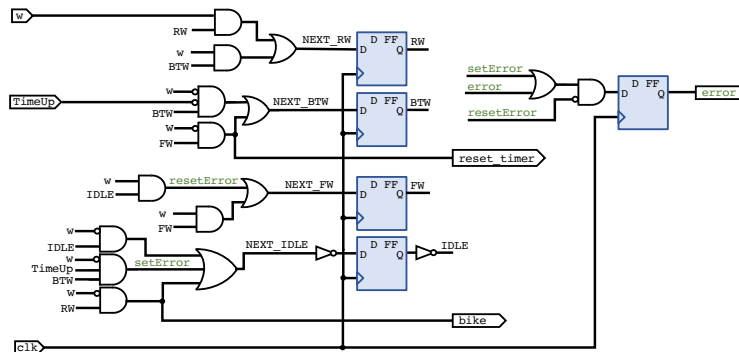 w
RW
w
BTW
NEXT_RW
D FF
D
Q
RW
TimeUp
w
BTW
w
FW
NEXT_BTW
D FF
D
Q
BTW
reset_timer
setError
error
resetError
D FF
D
Q
error
w
IDLE
resetError
w
FW
NEXT_FW
D FF
D
Q
FW
w
IDLE
w
TimeUp
BTW
w
RW
setError
NEXT_IDLE
D FF
D
Q
IDLE
bike
clk